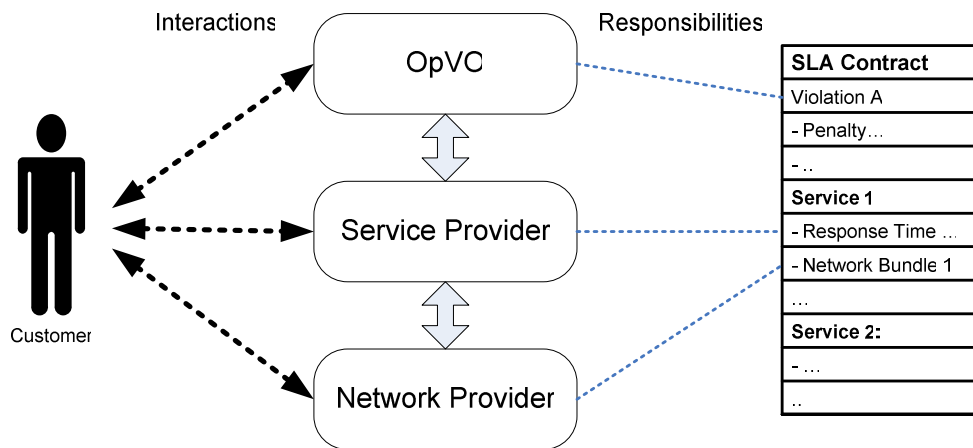 Interactions
Responsibilities
OpVO
Service Provider
Network Provider
Customer
SLA Contract
Violation A
- Penalty...
- ..
Service 1
- Response Time ...
- Network Bundle 1
...
Service 2:
- ...
..